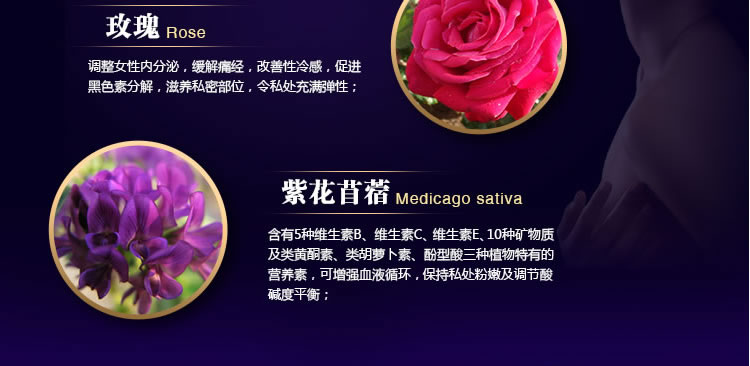 玫瑰 Rose
调整女性内分泌，缓解痛经，改善性冷感，促进
黑色素分解，滋养私密部位，令私处充满弹性；
紫花苜蓿 Medicago sativa
含有5种维生素B、维生素C、维生素E、10种矿物质
及类黄酮素、类胡萝卜素、酚型酸三种植物特有的
营养素，可增强血液循环，保持私处粉嫩及调节酸
碱度平衡；